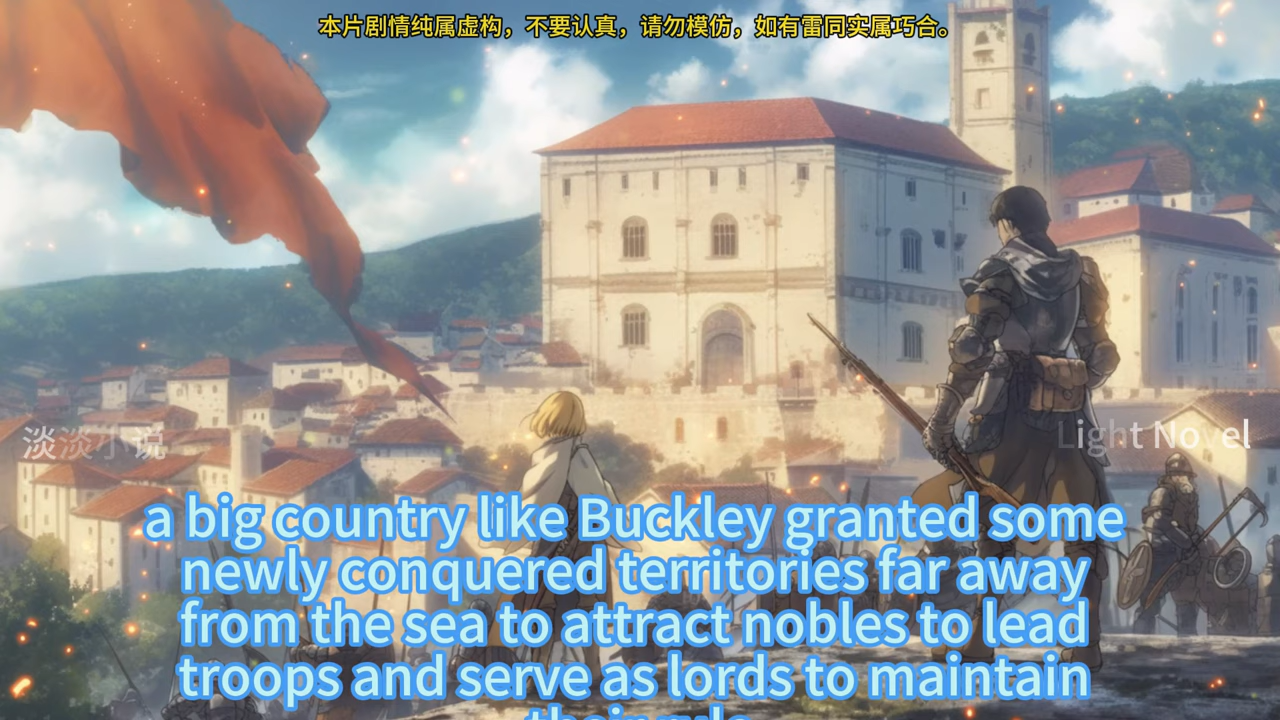 本片剧情纯属虚构，不要认真，请勿模仿，如有雷同实属巧合。
淡淡小说
Light Novel
a big country like Buckley granted some
newly conquered territories far away
from the sea to attract nobles to lead
troops and serve as lords to maintain
their rule